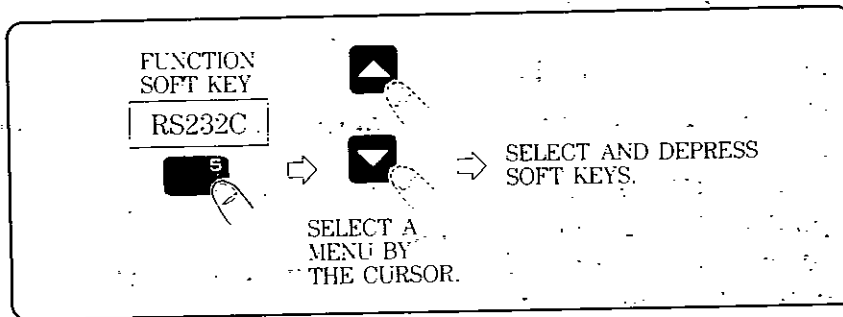 FUNCTION
SOFT KEY
RS232C
S
SELECT A
MENU BY
THE CURSOR.
SELECT AND DEPRESS
SOFT KEYS.